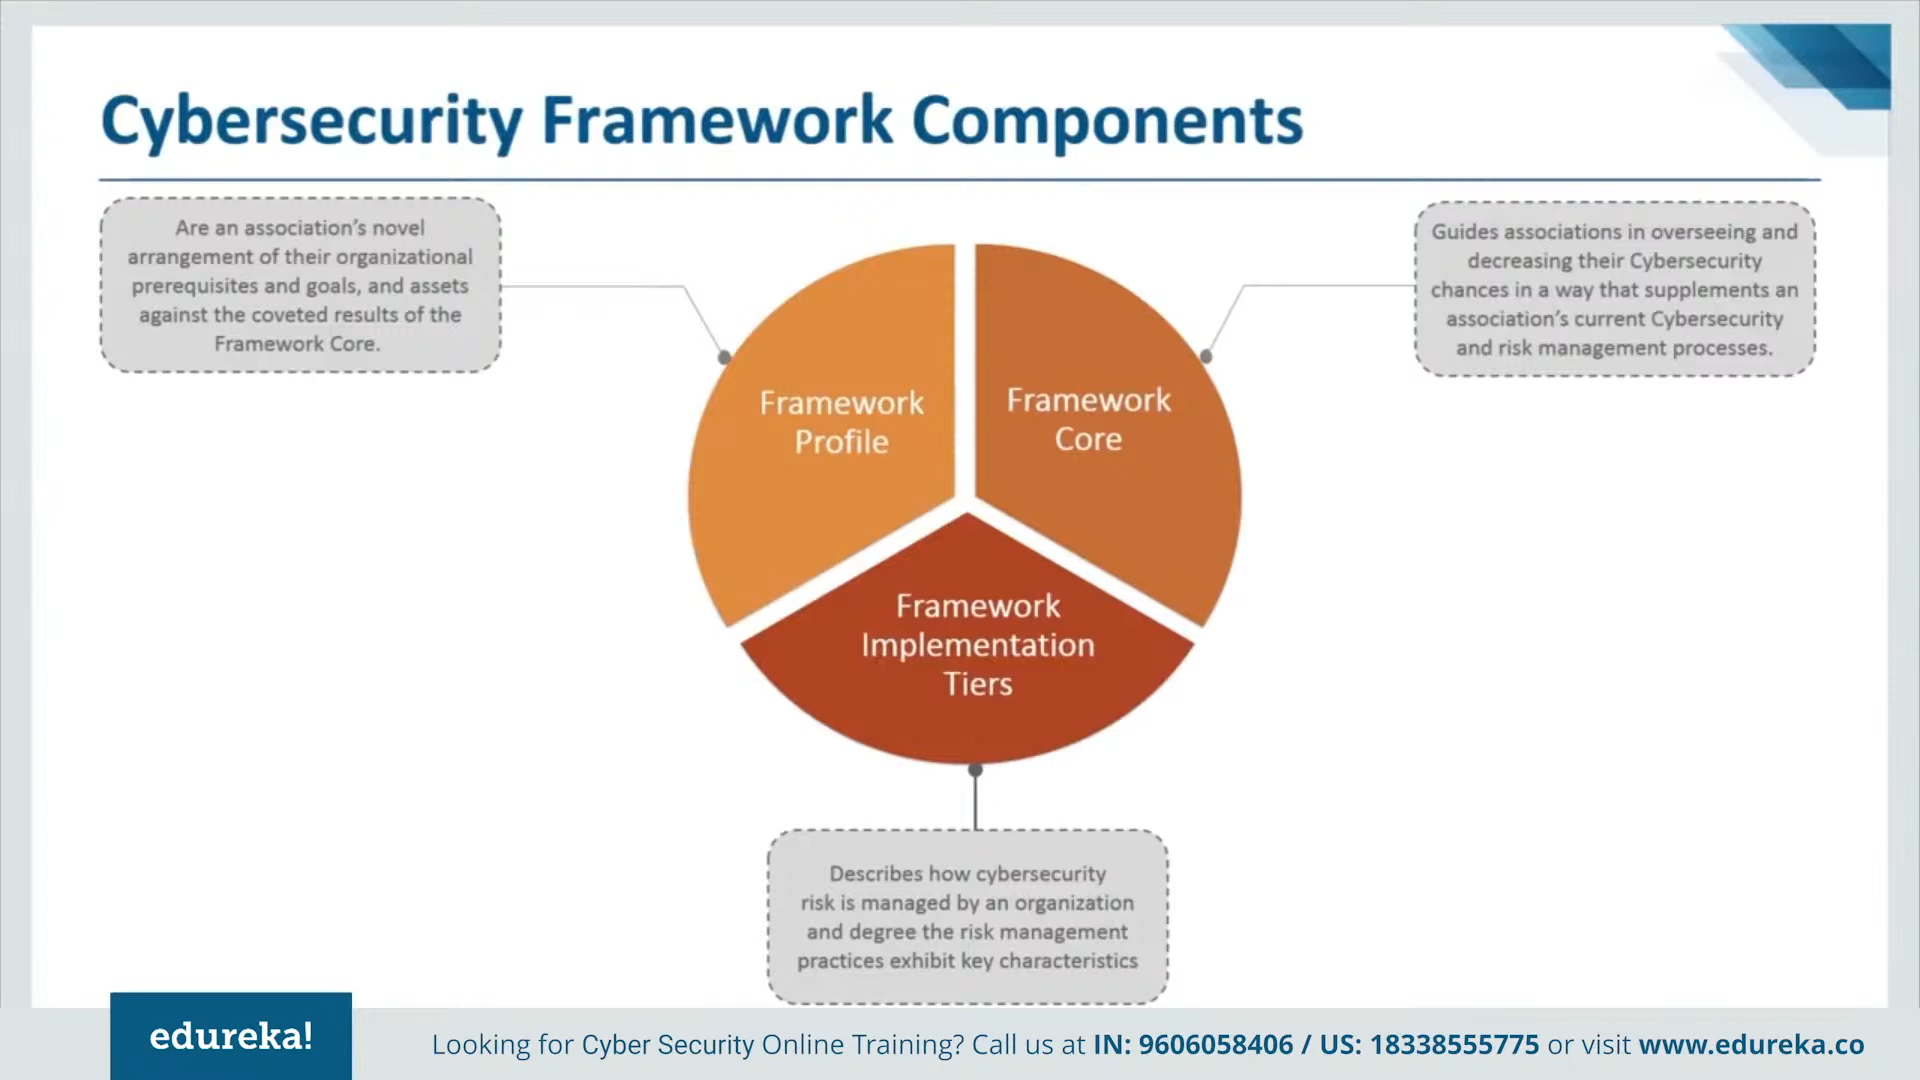 Cybersecurity Framework Components
Are an association's novel
arrangement of their organizational
prerequisites and goals, and assets
against the coveted results of the
Framework Core.
Guides associations in overseeing and
decreasing their Cybersecurity
chances in a way that supplements an
association's current Cybersecurity
and risk management processes.
Framework
Profile
Framework
Core
Framework
Implementation
Tiers
Describes how cybersecurity
risk is managed by an organization
and degree the risk management
practices exhibit key characteristics
edureka!
Looking for Cyber Security Online Training? Call us at IN: 9606058406 / US: 18338555775 or visit www.edureka.co